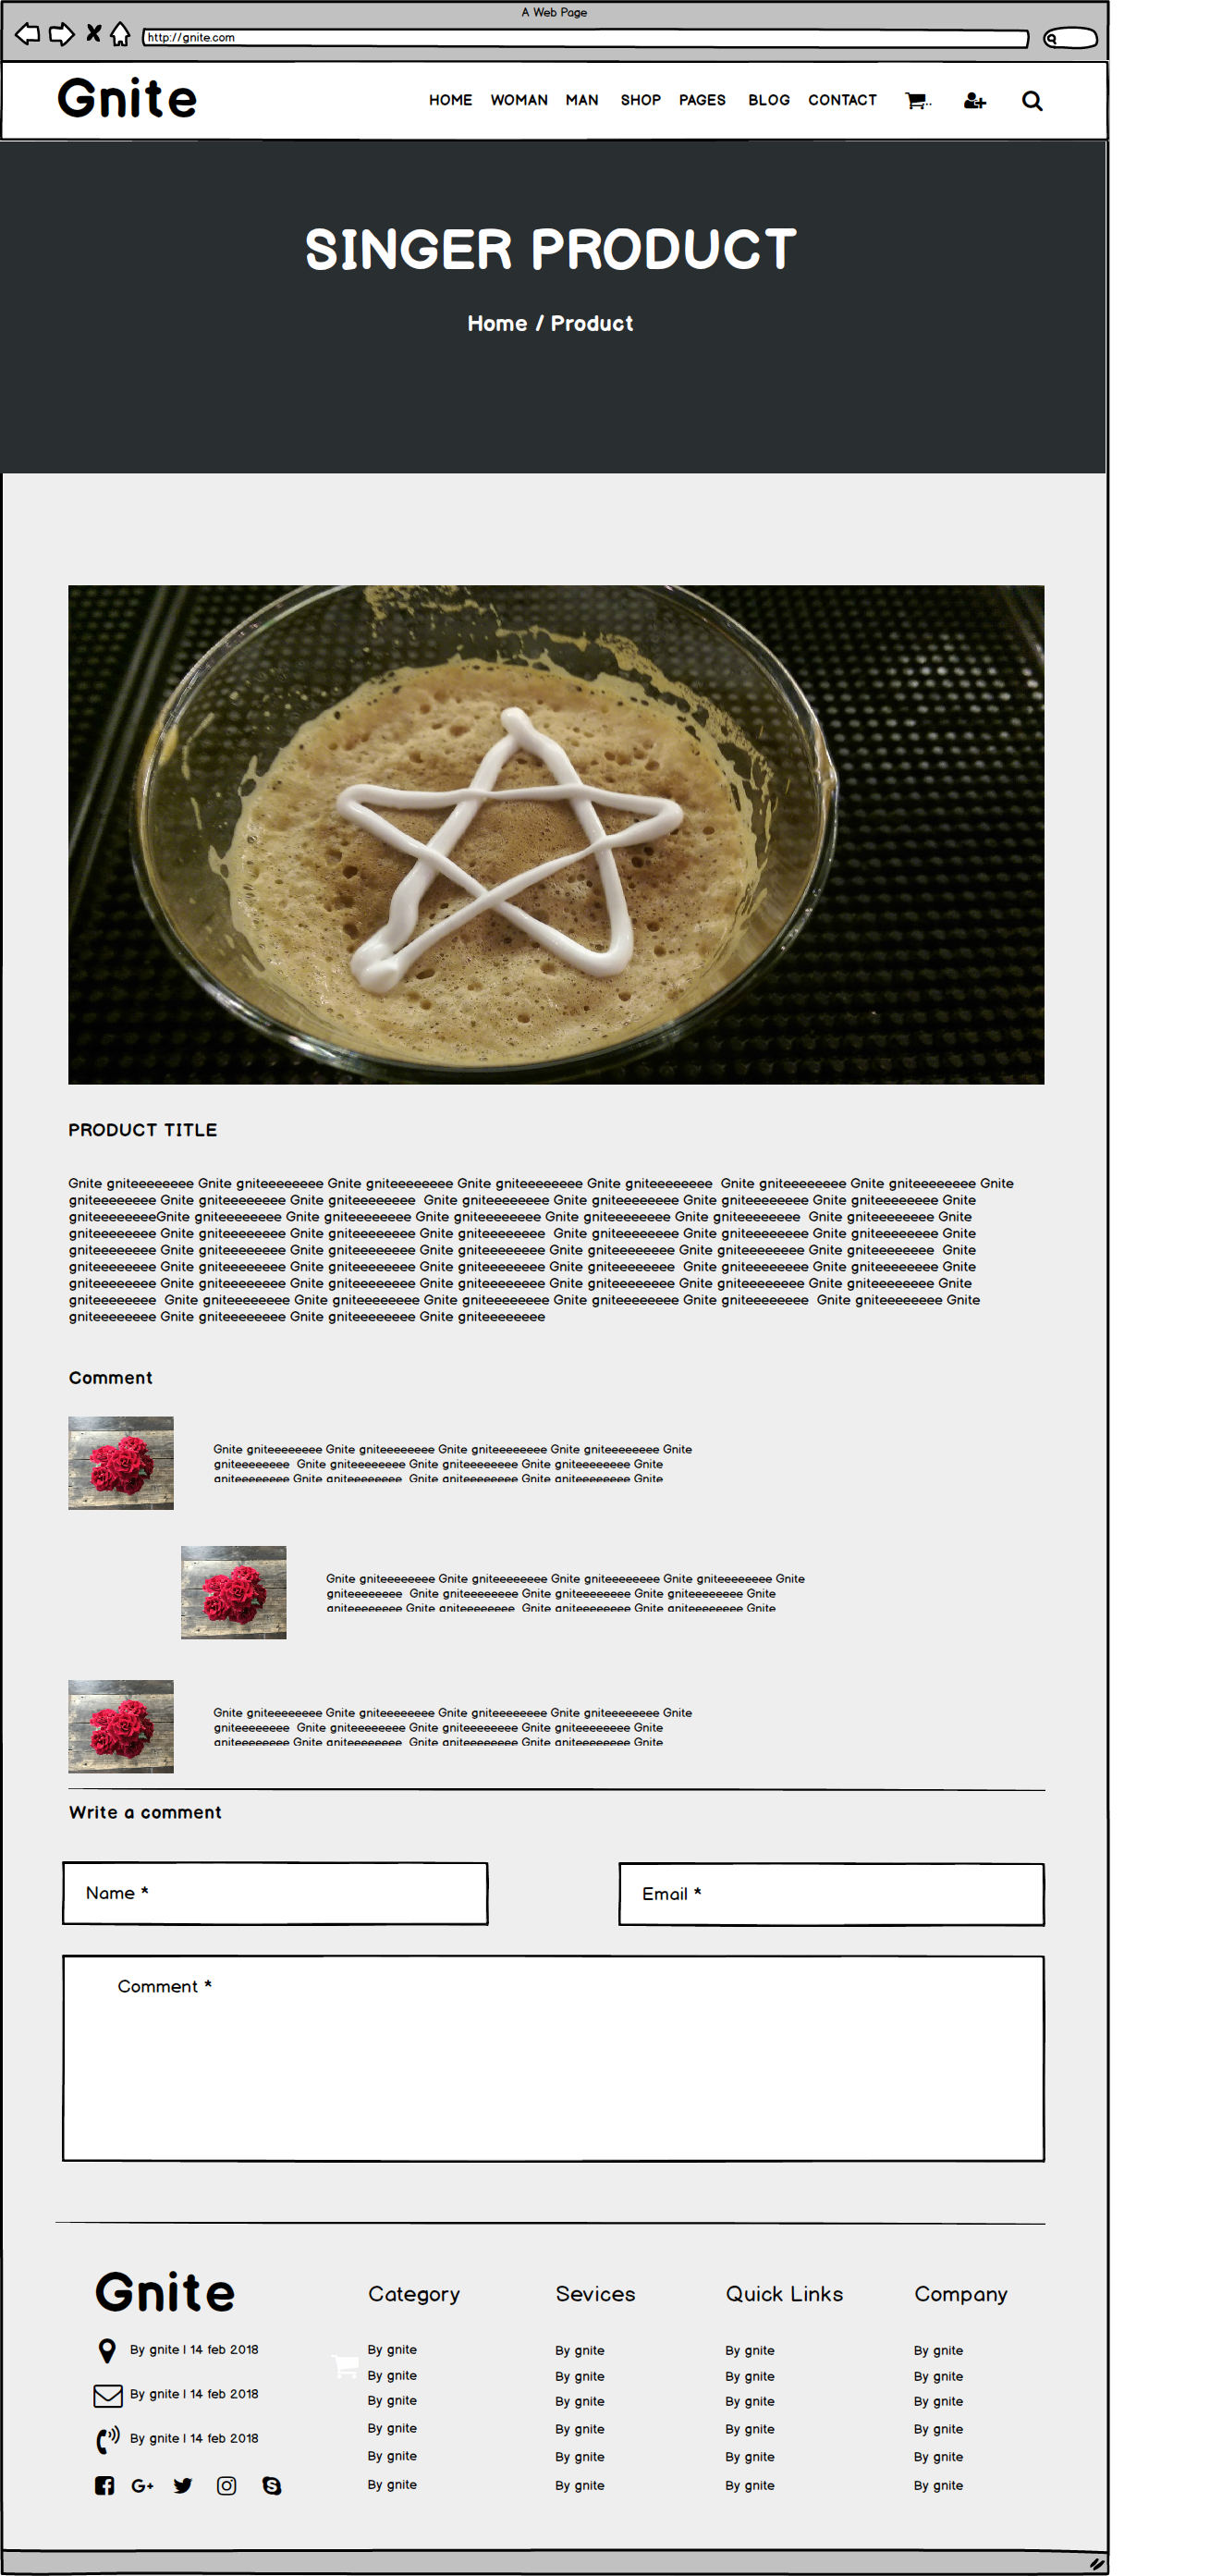 A Web Page
http://gnite.com
Gnite
HOME WOMAN MAN SHOP PAGES BLOG CONTACT
SINGER PRODUCT
Home / Product
PRODUCT TITLE
Gnite gniteeeeeeee Gnite gniteeeeeeee Gnite gniteeeeeeee Gnite gniteeeeeeee Gnite gniteeeeeeee Gnite gniteeeeeeee Gnite gniteeeeeeee Gnite
gniteeeeeeee Gnite gniteeeeeeee Gnite gniteeeeeeee Gnite gniteeeeeeee Gnite gniteeeeeeee Gnite gniteeeeeeee Gnite gniteeeeeeee Gnite
gniteeeeeeeeGnite gniteeeeeeee Gnite gniteeeeeeee Gnite gniteeeeeeee Gnite gniteeeeeeee Gnite gniteeeeeeee Gnite gniteeeeeeee Gnite
gniteeeeeeee Gnite gniteeeeeeee Gnite gniteeeeeeee Gnite gniteeeeeeee Gnite gniteeeeeeee Gnite gniteeeeeeee Gnite gniteeeeeeee Gnite
gniteeeeeeee Gnite gniteeeeeeee Gnite gniteeeeeeee Gnite gniteeeeeeee Gnite gniteeeeeeee Gnite gniteeeeeeee Gnite gniteeeeeeee Gnite
gniteeeeeeee Gnite gniteeeeeeee Gnite gniteeeeeeee Gnite gniteeeeeeee Gnite gniteeeeeeee Gnite gniteeeeeeee Gnite gniteeeeeeee Gnite
gniteeeeeeee Gnite gniteeeeeeee Gnite gniteeeeeeee Gnite gniteeeeeeee Gnite gniteeeeeeee Gnite gniteeeeeeee Gnite gniteeeeeeee Gnite
gniteeeeeeee Gnite gniteeeeeeee Gnite gniteeeeeeee Gnite gniteeeeeeee Gnite gniteeeeeeee Gnite gniteeeeeeee Gnite gniteeeeeeee Gnite
gniteeeeeeee Gnite gniteeeeeeee Gnite gniteeeeeeee Gnite gniteeeeeeee
Comment
Gnite gniteeeeeeee Gnite gniteeeeeeee Gnite gniteeeeeeee Gnite gniteeeeeeee Gnite
gniteeeeeeee Gnite gniteeeeeeee Gnite gniteeeeeeee Gnite gniteeeeeeee Gnite
gniteeeeeeee Gnite gniteeeeeeee Gnite gniteeeeeeee Gnite gniteeeeeeee Gnite
Gnite gniteeeeeeee Gnite gniteeeeeeee Gnite gniteeeeeeee Gnite gniteeeeeeee Gnite
gniteeeeeeee Gnite gniteeeeeeee Gnite gniteeeeeeee Gnite gniteeeeeeee Gnite
gniteeeeeeee Gnite gniteeeeeeee Gnite gniteeeeeeee Gnite gniteeeeeeee Gnite
Gnite gniteeeeeeee Gnite gniteeeeeeee Gnite gniteeeeeeee Gnite gniteeeeeeee Gnite
gniteeeeeeee Gnite gniteeeeeeee Gnite gniteeeeeeee Gnite gniteeeeeeee Gnite
gniteeeeeeee Gnite gniteeeeeeee Gnite gniteeeeeeee Gnite gniteeeeeeee Gnite
Write a comment
Name *
Email *
Comment *
Gnite
By gnite | 14 feb 2018
By gnite | 14 feb 2018
By gnite | 14 feb 2018
Category
By gnite
By gnite
By gnite
By gnite
By gnite
By gnite
Sevices
By gnite
By gnite
By gnite
By gnite
By gnite
By gnite
Quick Links
By gnite
By gnite
By gnite
By gnite
By gnite
By gnite
Company
By gnite
By gnite
By gnite
By gnite
By gnite
By gnite